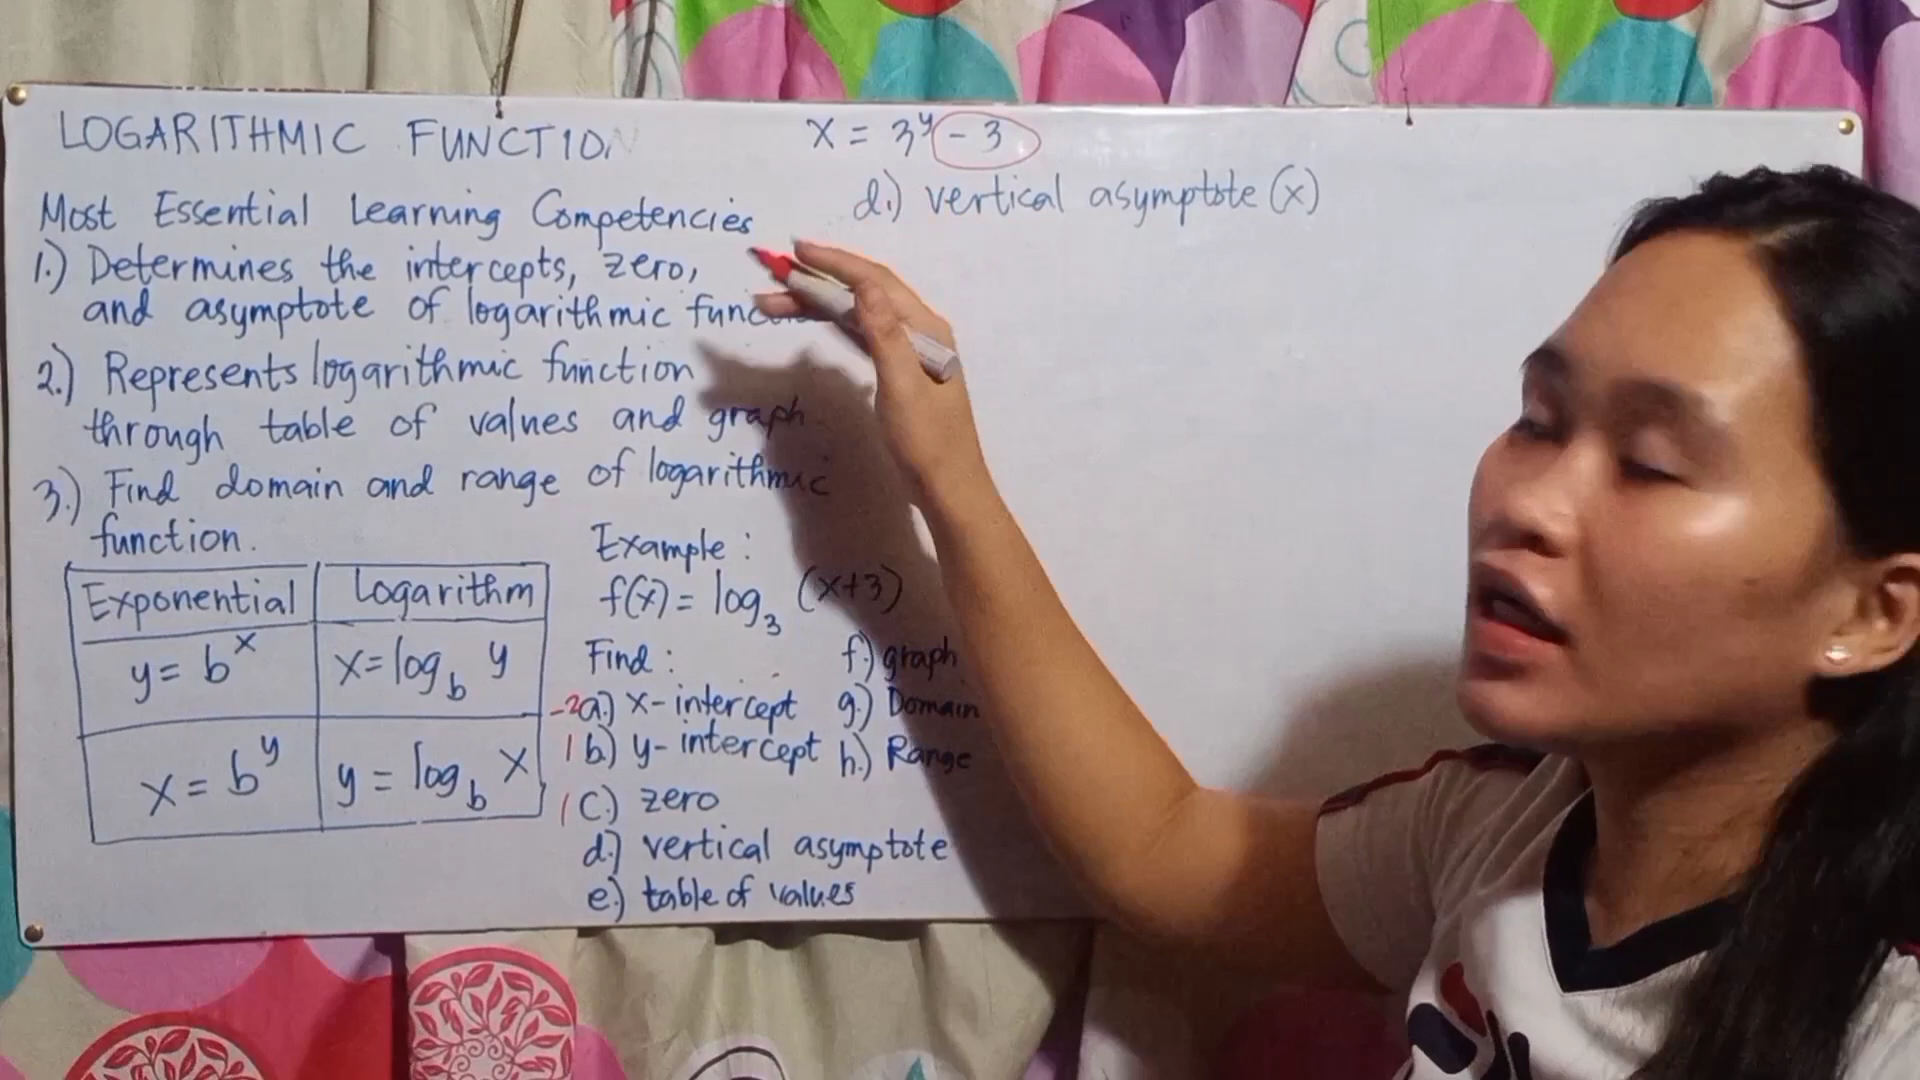 LOGARITHMIC FUNCTION
Most Essential Learning Competencies
1.) Determines the intercepts, zero,
and asymptote of logarithmic
2.) Represents logarithmic function
through table of values and graph
3.) Find domain and range of logarithmic
function.
Exponential Logarithm
y = b^x x = log_b y
x = b^y y = log_b x
Example:
f(x) = log_3 (x+3)
Find:
-2 a.) x-intercept
1 b.) y-intercept
1 c.) zero
d.) vertical asymptote
e.) table of values
f.) graph
g.) Domain
h.) Range
x = 3^y - 3
d.) vertical asymptote (x)